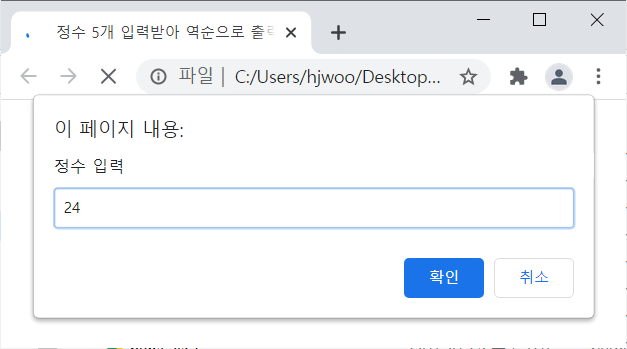 정수 5개 입력받아 역순으로 출력
파일 | C:/Users/hjwoo/Desktop...
이 페이지 내용:
정수 입력
24
확인 취소